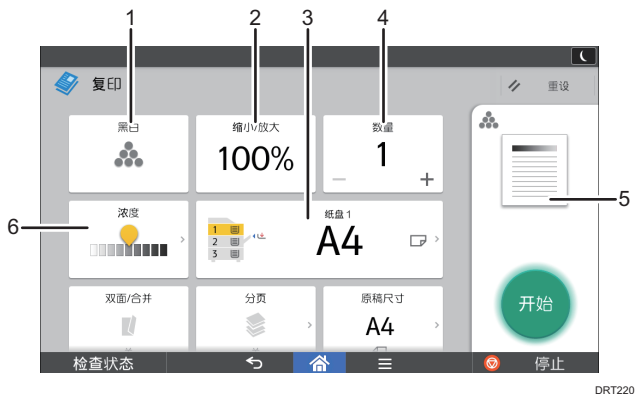 1
2
3
4
复印
重设
黑白
缩小/放大
100%
数量
1
− +
5
6
浓度
纸盘 1
1
2
3
A4
双面/合并
分页
原稿尺寸
A4
开始
检查状态
停止
DRT220